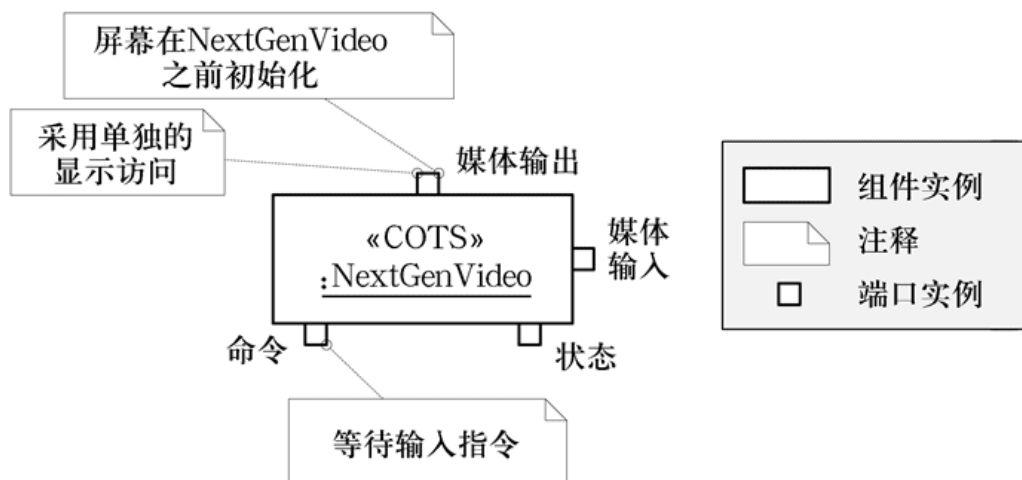 屏幕在NextGenVideo
之前初始化
采用单独的
显示访问
媒体输出
«COTS»
:NextGenVideo
媒体
输入
命令
状态
等待输入指令
组件实例
注释
端口实例